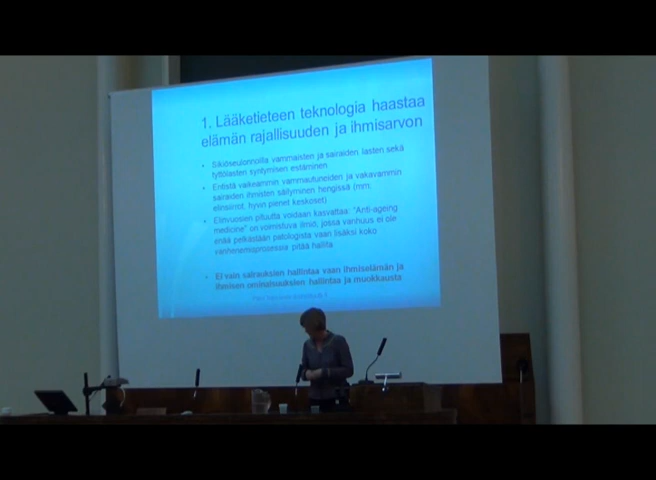 1. Lääketieteen teknologia haastaa
elämän rajallisuuden ja ihmisarvon
• Sikiöseulonnoilla vammaisten ja sairaiden lasten sekä
tyttölasten syntymisen estäminen
• Entistä vaikeammin vammautuneiden ja vakavammin
sairaiden ihmisten säilyminen hengissä (mm.
elinsiirrot, hyvin pienet keskoset)
• Elinvuosien pituutta voidaan kasvattaa: "Anti-ageing
medicine" on voimistuva ilmiö, jossa vanhuus ei ole
enää pelkästään patologista vaan lisäksi koko
vanhenemisprosessia pitää hallita
• Ei vain sairauksien hallintaa vaan ihmiselämän ja
ihmisen ominaisuuksien hallintaa ja muokkausta